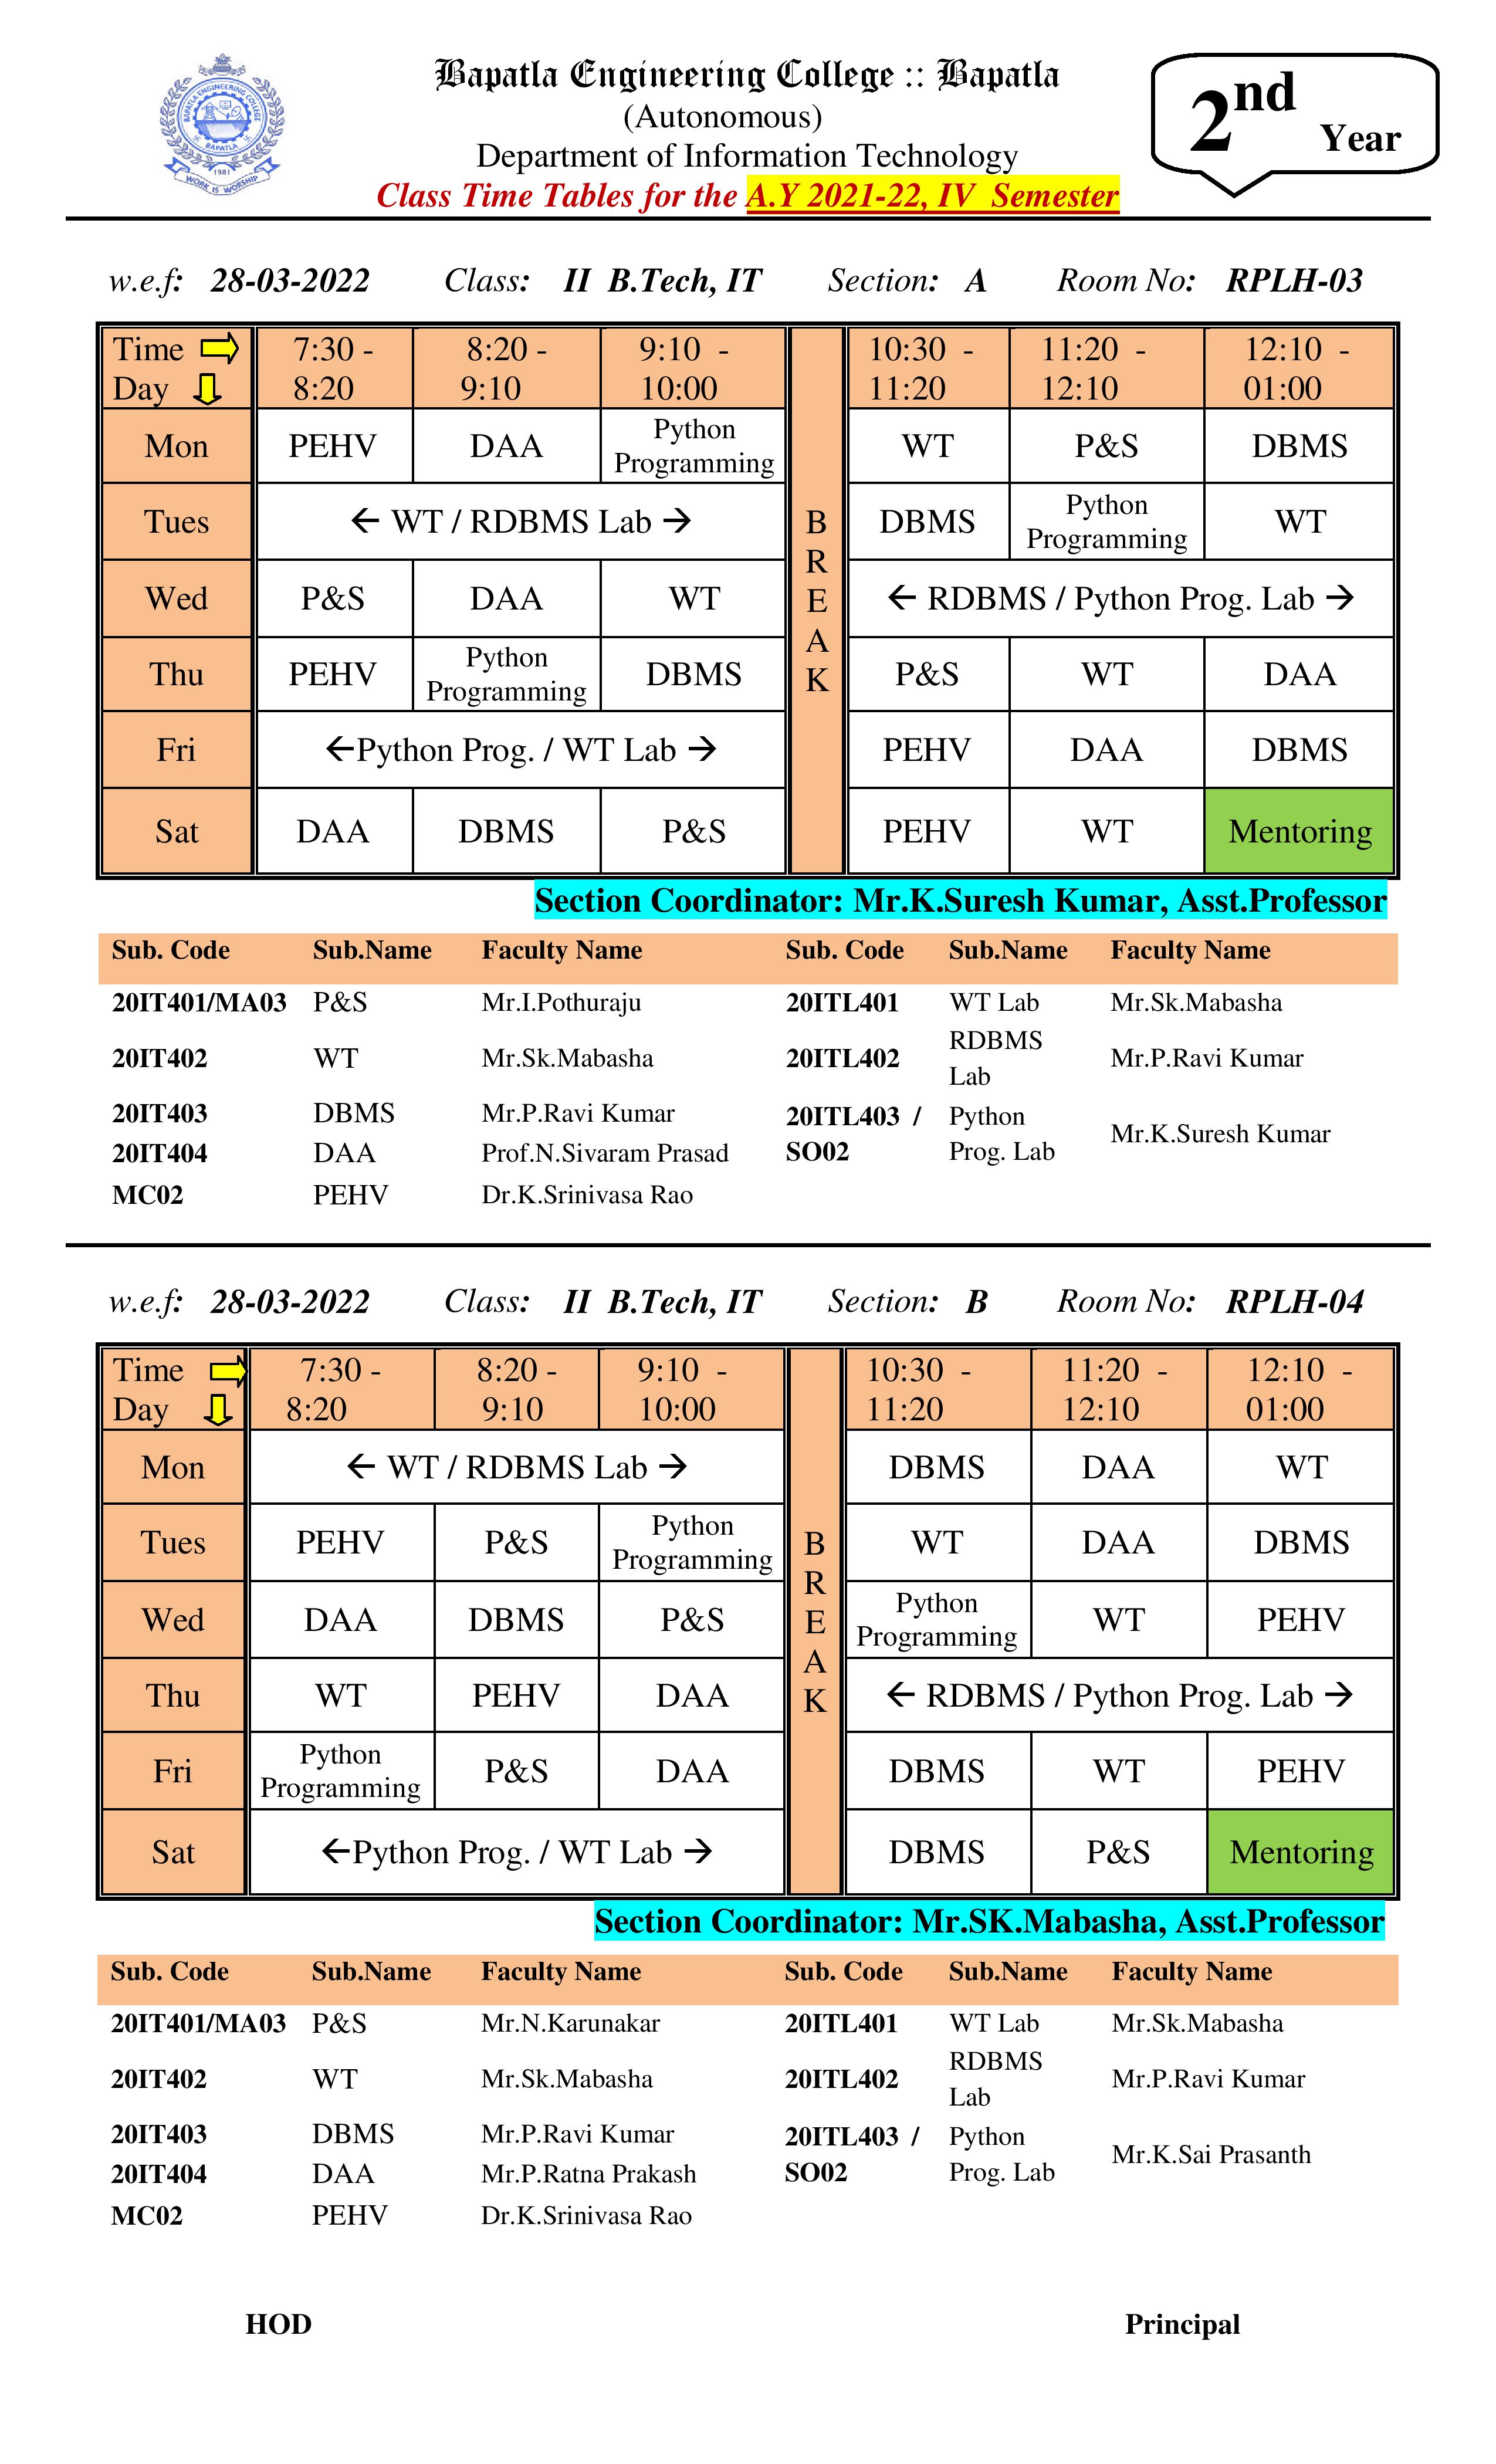 Bapatla Engineering College :: Bapatla
(Autonomous)
Department of Information Technology
Class Time Tables for the A.Y 2021-22, IV Semester
2nd Year
BAPATLA ENGINEERING COLLEGE
BAPATLA
1981
WORK IS WORSHIP
w.e.f: 28-03-2022 Class: II B.Tech, IT Section: A Room No: RPLH-03
Time 7:30 - 8:20 - 9:10 - 10:30 - 11:20 - 12:10 -
Day 8:20 9:10 10:00 11:20 12:10 01:00
BREAK
Mon PEHV DAA Python Programming WT P&S DBMS
Tues ← WT / RDBMS Lab → DBMS Python Programming WT
Wed P&S DAA WT ← RDBMS / Python Prog. Lab →
Thu PEHV Python Programming DBMS P&S WT DAA
Fri ←Python Prog. / WT Lab → PEHV DAA DBMS
Sat DAA DBMS P&S PEHV WT Mentoring
Section Coordinator: Mr.K.Suresh Kumar, Asst.Professor
Sub. Code Sub.Name Faculty Name Sub. Code Sub.Name Faculty Name
20IT401/MA03 P&S Mr.I.Pothuraju 20ITL401 WT Lab Mr.Sk.Mabasha
20IT402 WT Mr.Sk.Mabasha 20ITL402 RDBMS Lab Mr.P.Ravi Kumar
20IT403 DBMS Mr.P.Ravi Kumar 20ITL403 / SO02 Python Prog. Lab Mr.K.Suresh Kumar
20IT404 DAA Prof.N.Sivaram Prasad
MC02 PEHV Dr.K.Srinivasa Rao
w.e.f: 28-03-2022 Class: II B.Tech, IT Section: B Room No: RPLH-04
Time 7:30 - 8:20 - 9:10 - 10:30 - 11:20 - 12:10 -
Day 8:20 9:10 10:00 11:20 12:10 01:00
BREAK
Mon ← WT / RDBMS Lab → DBMS DAA WT
Tues PEHV P&S Python Programming WT DAA DBMS
Wed DAA DBMS P&S Python Programming WT PEHV
Thu WT PEHV DAA ← RDBMS / Python Prog. Lab →
Fri Python Programming P&S DAA DBMS WT PEHV
Sat ←Python Prog. / WT Lab → DBMS P&S Mentoring
Section Coordinator: Mr.SK.Mabasha, Asst.Professor
Sub. Code Sub.Name Faculty Name Sub. Code Sub.Name Faculty Name
20IT401/MA03 P&S Mr.N.Karunakar 20ITL401 WT Lab Mr.Sk.Mabasha
20IT402 WT Mr.Sk.Mabasha 20ITL402 RDBMS Lab Mr.P.Ravi Kumar
20IT403 DBMS Mr.P.Ravi Kumar 20ITL403 / SO02 Python Prog. Lab Mr.K.Sai Prasanth
20IT404 DAA Mr.P.Ratna Prakash
MC02 PEHV Dr.K.Srinivasa Rao
HOD Principal